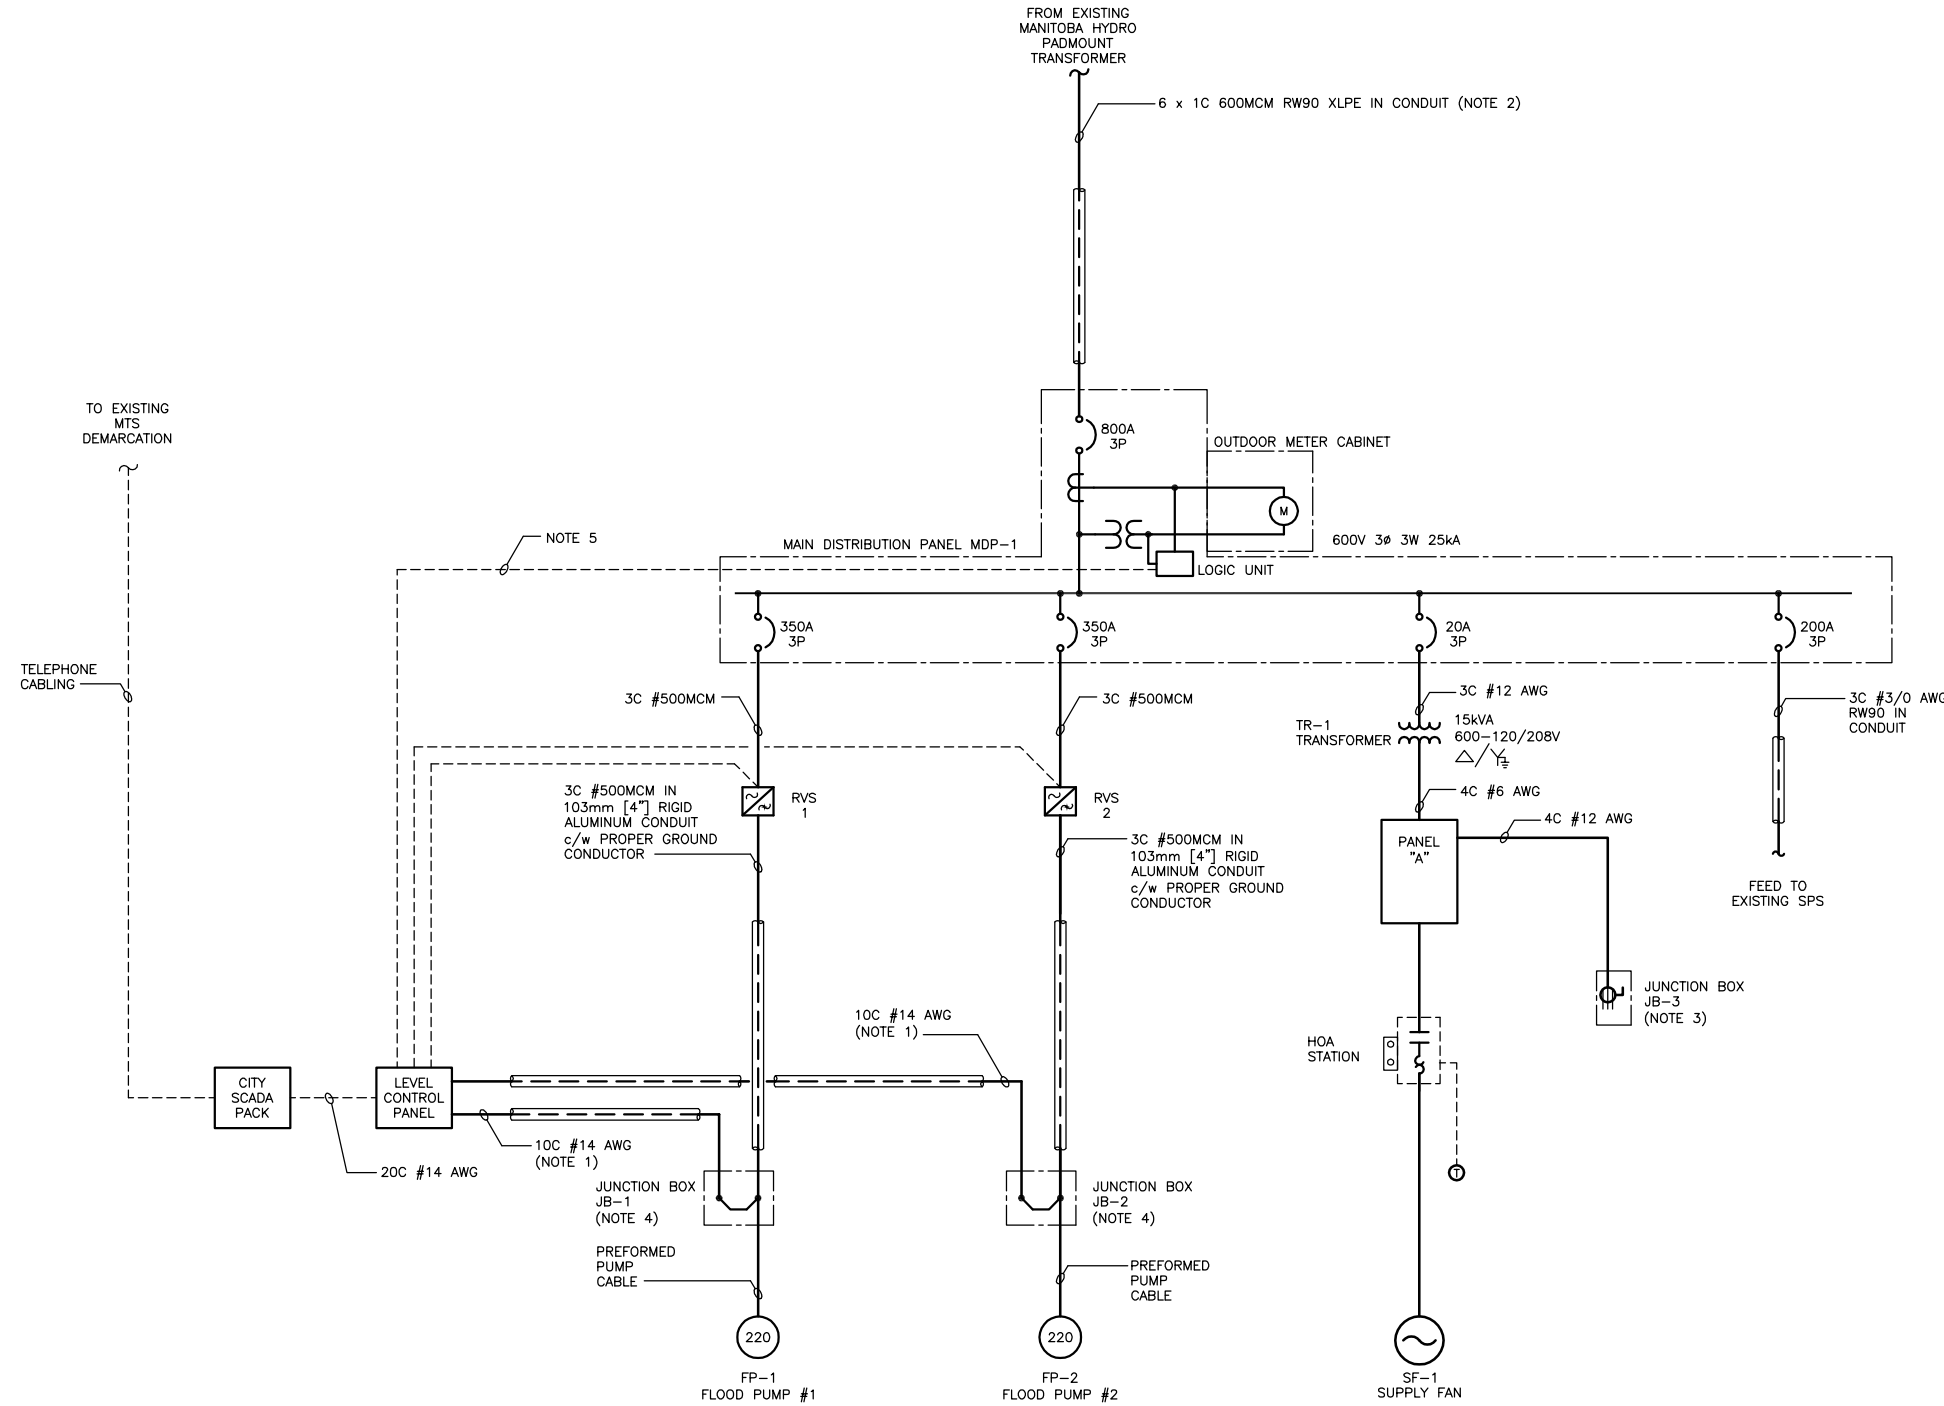 FROM EXISTING
MANITOBA HYDRO
PADMOUNT
TRANSFORMER
6 x 1C 600MCM RW90 XLPE IN CONDUIT (NOTE 2)
TO EXISTING
MTS
DEMARCATION
800A
3P
OUTDOOR METER CABINET
M
NOTE 5
MAIN DISTRIBUTION PANEL MDP-1
600V 3ø 3W 25kA
LOGIC UNIT
350A
3P
350A
3P
20A
3P
200A
3P
TELEPHONE
CABLING
3C #500MCM
3C #500MCM
3C #12 AWG
3C #3/0 AWG
RW90 IN
CONDUIT
TR-1
TRANSFORMER
15kVA
600-120/208V
3C #500MCM IN
103mm [4"] RIGID
ALUMINUM CONDUIT
c/w PROPER GROUND
CONDUCTOR
RVS
1
RVS
2
4C #6 AWG
4C #12 AWG
3C #500MCM IN
103mm [4"] RIGID
ALUMINUM CONDUIT
c/w PROPER GROUND
CONDUCTOR
PANEL
"A"
FEED TO
EXISTING SPS
JUNCTION BOX
JB-3
(NOTE 3)
10C #14 AWG
(NOTE 1)
HOA
STATION
CITY
SCADA
PACK
LEVEL
CONTROL
PANEL
10C #14 AWG
(NOTE 1)
20C #14 AWG
T
JUNCTION BOX
JB-1
(NOTE 4)
JUNCTION BOX
JB-2
(NOTE 4)
PREFORMED
PUMP
CABLE
PREFORMED
PUMP
CABLE
220
220
FP-1
FLOOD PUMP #1
FP-2
FLOOD PUMP #2
SF-1
SUPPLY FAN